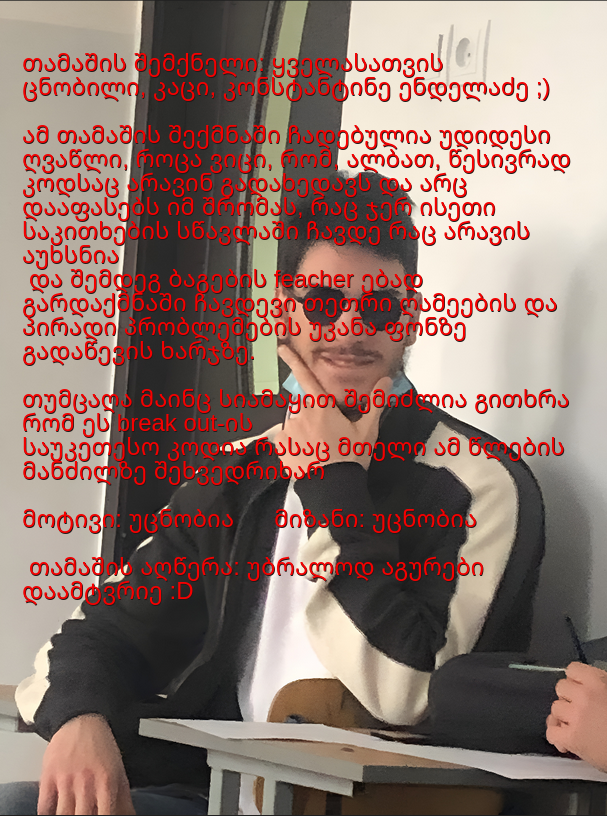 თამაშის შემქნელი: ყველასათვის
ცნობილი, კაცი, კონსტანტინე ენდელაძე ;)
ამ თამაშის შექმნაში ჩადებულია უდიდესი
ღვაწლი, როცა ვიცი, რომ, ალბათ, წესივრად
კოდსაც არავინ გადახედავს და არც
დააფასებს იმ შრომას, რაც ჯერ ისეთი
საკითხების სწავლაში ჩავდე რაც არავის
აუხსნია
და შემდეგ ბაგების feacher ებად
გარდაქმნაში ჩავდევი თეთრი ღამეების და
პირადი პრობლემების უკანა ფონზე
გადაწევის ხარჯზე.
თუმცაღა მაინც სიამაყით შემიძლია გითხრა
რომ ეს break out-ის
საუკეთესო კოდია რასაც მთელი ამ წლების
მანძილზე შეხვედრიხარ
მოტივი: უცნობია მიზანი: უცნობია
თამაშის აღწერა: უბრალოდ აგურები
დაამტვრიე :D